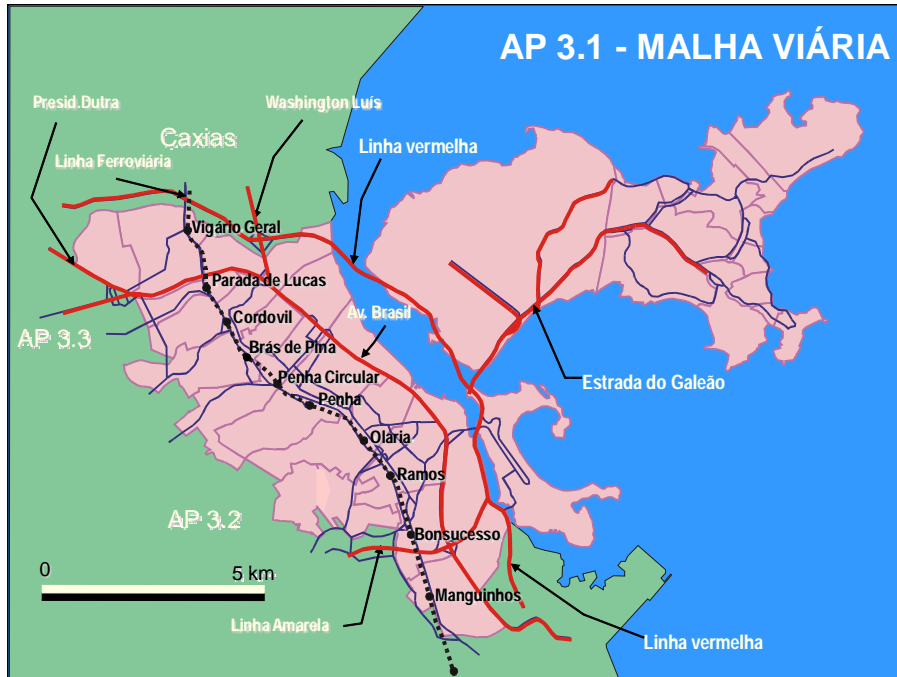 AP 3.1 - MALHA VIÁRIA
Presid.Dutra
Washington Luís
Caxias
Linha Ferroviária
Linha vermelha
Vigário Geral
Parada de Lucas
Av. Brasil
Cordovil
AP 3.3
Brás de Pina
Penha Circular
Estrada do Galeão
Penha
Olaria
Ramos
AP 3.2
Bonsucesso
0 5 km
Manguinhos
Linha Amarela
Linha vermelha